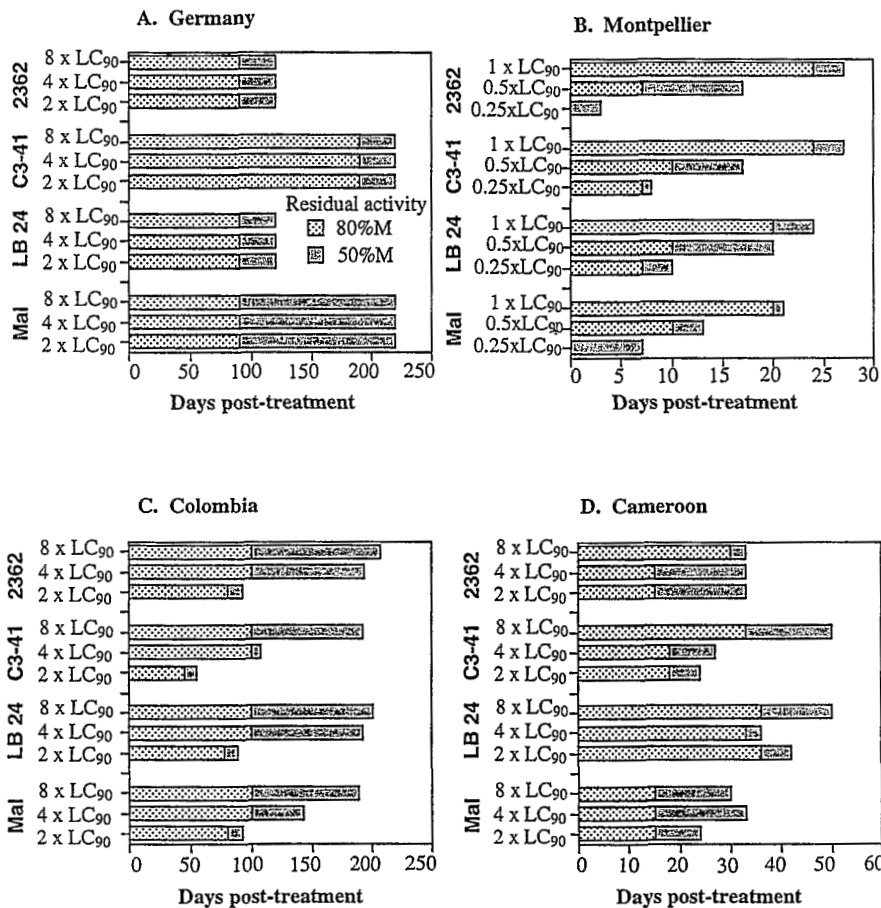 A. Germany
2362
8 x LC90
4 x LC90
2 x LC90
C3-41
8 x LC90
4 x LC90
2 x LC90
LB 24
8 x LC90
4 x LC90
2 x LC90
Mal
8 x LC90
4 x LC90
2 x LC90
Residual activity
80%M
50%M
0 50 100 150 200 250
Days post-treatment
B. Montpellier
2362
1 x LC90
0.5xLC90
0.25xLC90
C3-41
1 x LC90
0.5xLC90
0.25xLC90
LB 24
1 x LC90
0.5xLC90
0.25xLC90
Mal
1 x LC90
0.5xLC90
0.25xLC90
0 5 10 15 20 25 30
Days post-treatment
C. Colombia
2362
8 x LC90
4 x LC90
2 x LC90
C3-41
8 x LC90
4 x LC90
2 x LC90
LB 24
8 x LC90
4 x LC90
2 x LC90
Mal
8 x LC90
4 x LC90
2 x LC90
0 50 100 150 200 250
Days post-treatment
D. Cameroon
2362
8 x LC90
4 x LC90
2 x LC90
C3-41
8 x LC90
4 x LC90
2 x LC90
LB 24
8 x LC90
4 x LC90
2 x LC90
Mal
8 x LC90
4 x LC90
2 x LC90
0 10 20 30 40 50 60
Days post-treatment